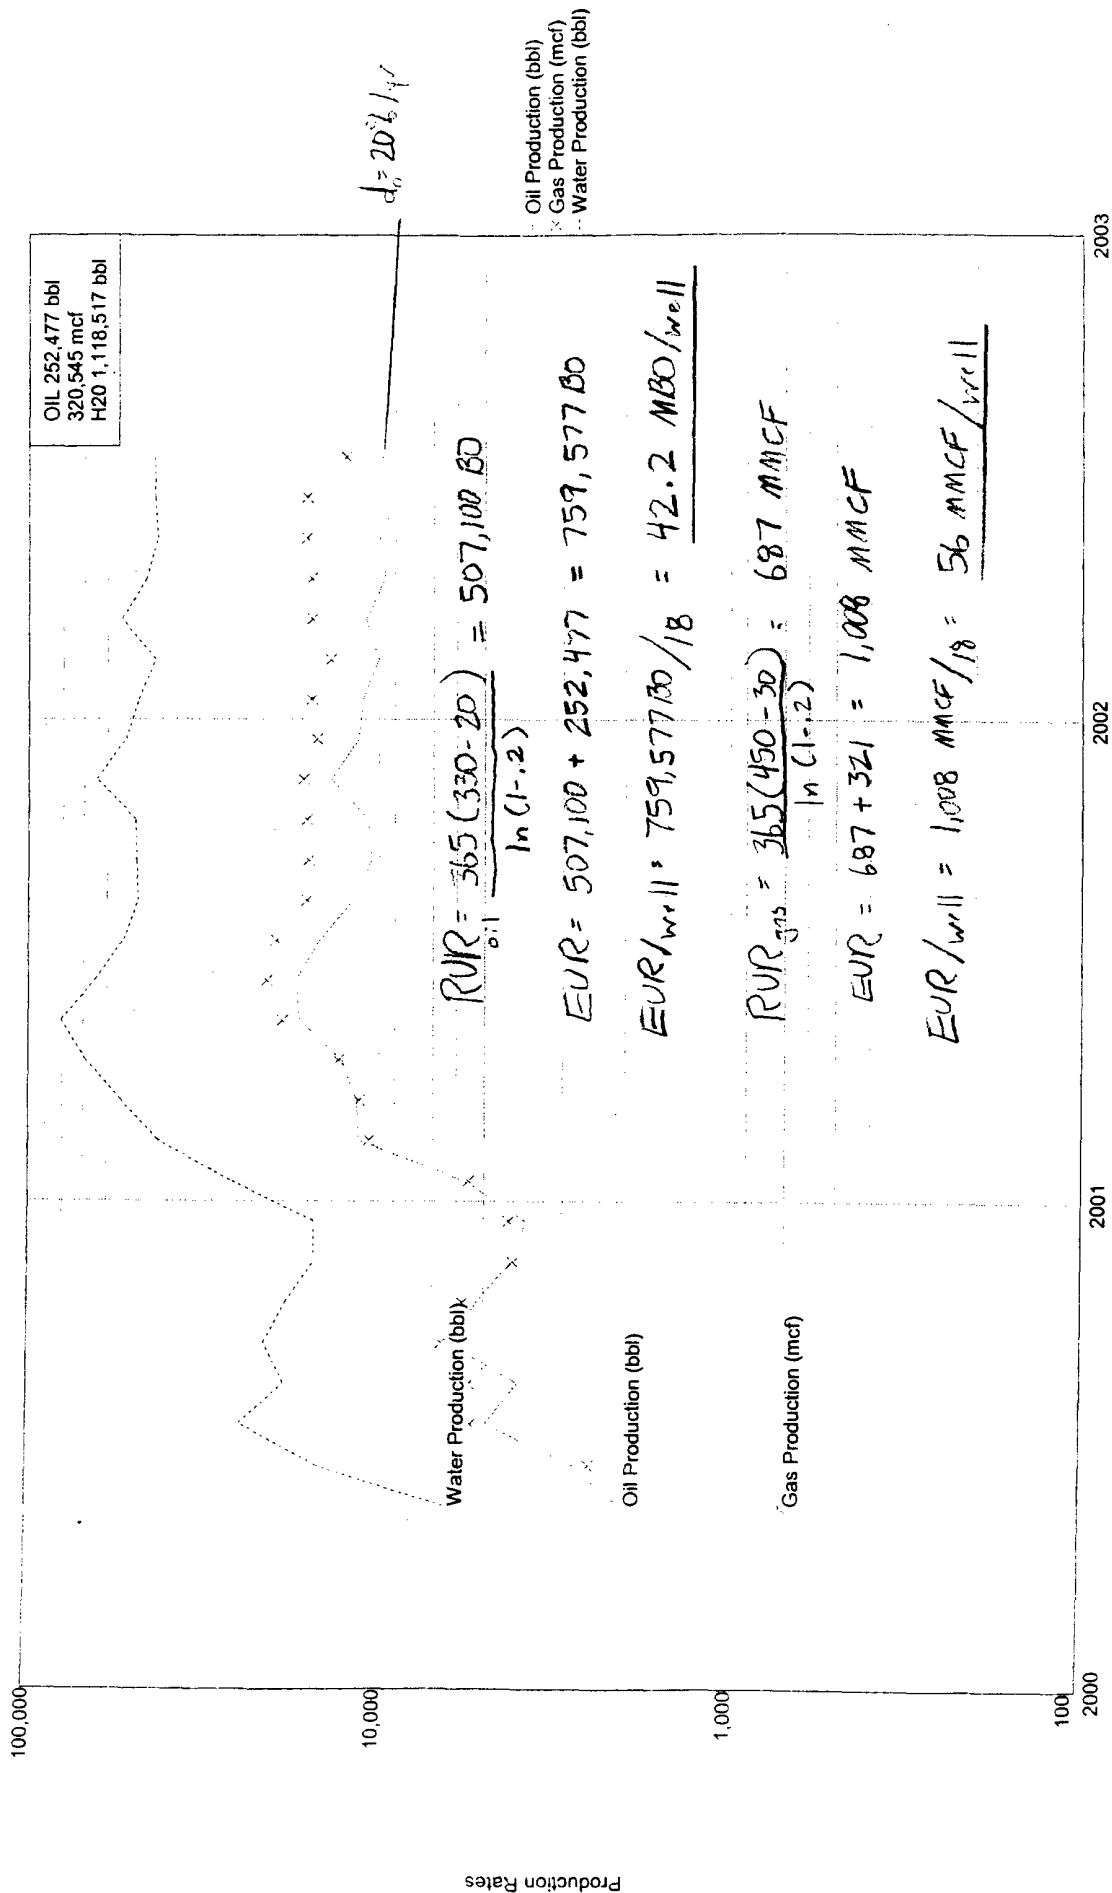 Production Rates
100,000
10,000
1,000
100
2000
2001
2002
2003
OIL 252,477 bbl
320,545 mcf
H20 1,118,517 bbl
Water Production (bbl)
Oil Production (bbl)
Gas Production (mcf)
Oil Production (bbl)
Gas Production (mcf)
Water Production (bbl)
= 20% / yr
RUR oil = 365 (330-20) = 507,100 BO
ln (1-.2)
EUR = 507,100 + 252,477 = 759,577 BO
EUR/well = 759,577 BO/18 = 42.2 MBO/well
RUR gas = 365 (450-30) = 687 MMCF
ln (1-.2)
EUR = 687 + 321 = 1,008 MMCF
EUR/well = 1,008 MMCF/18 = 56 MMCF/well